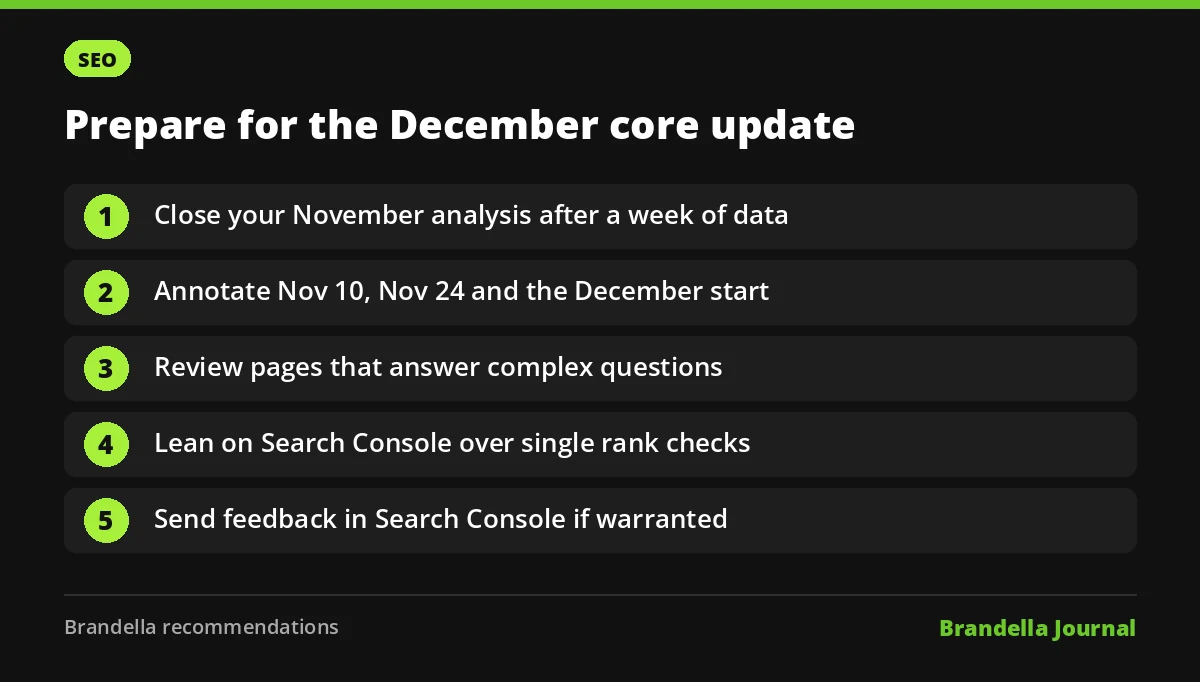 SEO
Prepare for the December core update
1 Close your November analysis after a week of data
2 Annotate Nov 10, Nov 24 and the December start
3 Review pages that answer complex questions
4 Lean on Search Console over single rank checks
5 Send feedback in Search Console if warranted
Brandella recommendations
Brandella Journal